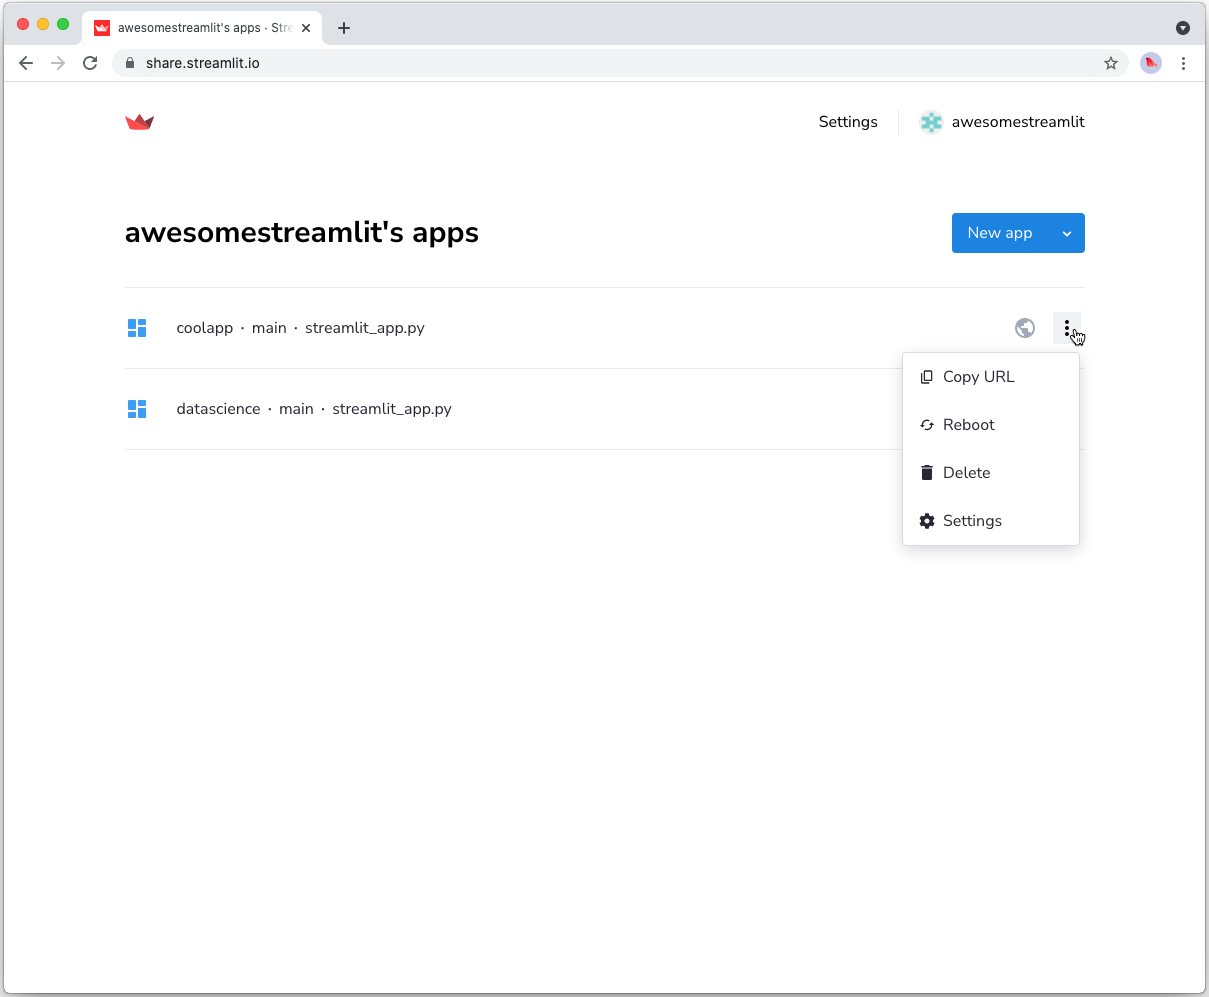 awesomestreamlit's apps · Stre
share.streamlit.io
Settings
awesomestreamlit
awesomestreamlit's apps
New app
coolapp · main · streamlit_app.py
Copy URL
datascience · main · streamlit_app.py
Reboot
Delete
Settings